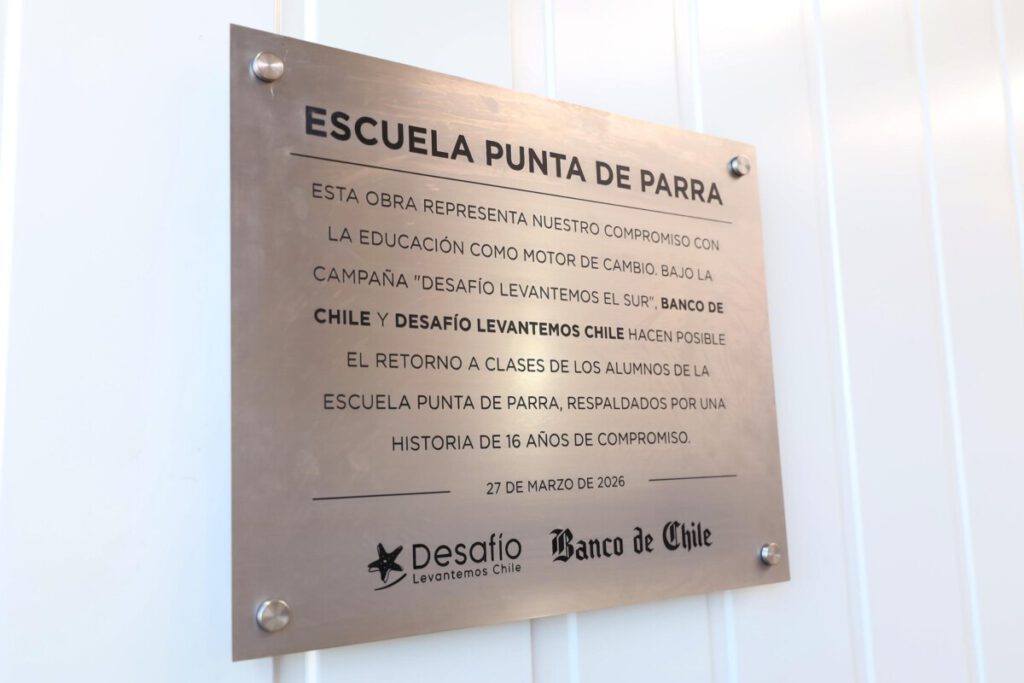 ESCUELA PUNTA DE PARRA
ESTA OBRA REPRESENTA NUESTRO COMPROMISO CON
LA EDUCACIÓN COMO MOTOR DE CAMBIO. BAJO LA
CAMPAÑA "DESAFÍO LEVANTEMOS EL SUR", BANCO DE
CHILE Y DESAFÍO LEVANTEMOS CHILE HACEN POSIBLE
EL RETORNO A CLASES DE LOS ALUMNOS DE LA
ESCUELA PUNTA DE PARRA, RESPALDADOS POR UNA
HISTORIA DE 16 AÑOS DE COMPROMISO.
27 DE MARZO DE 2026
Desafío
Levantemos Chile
Banco de Chile